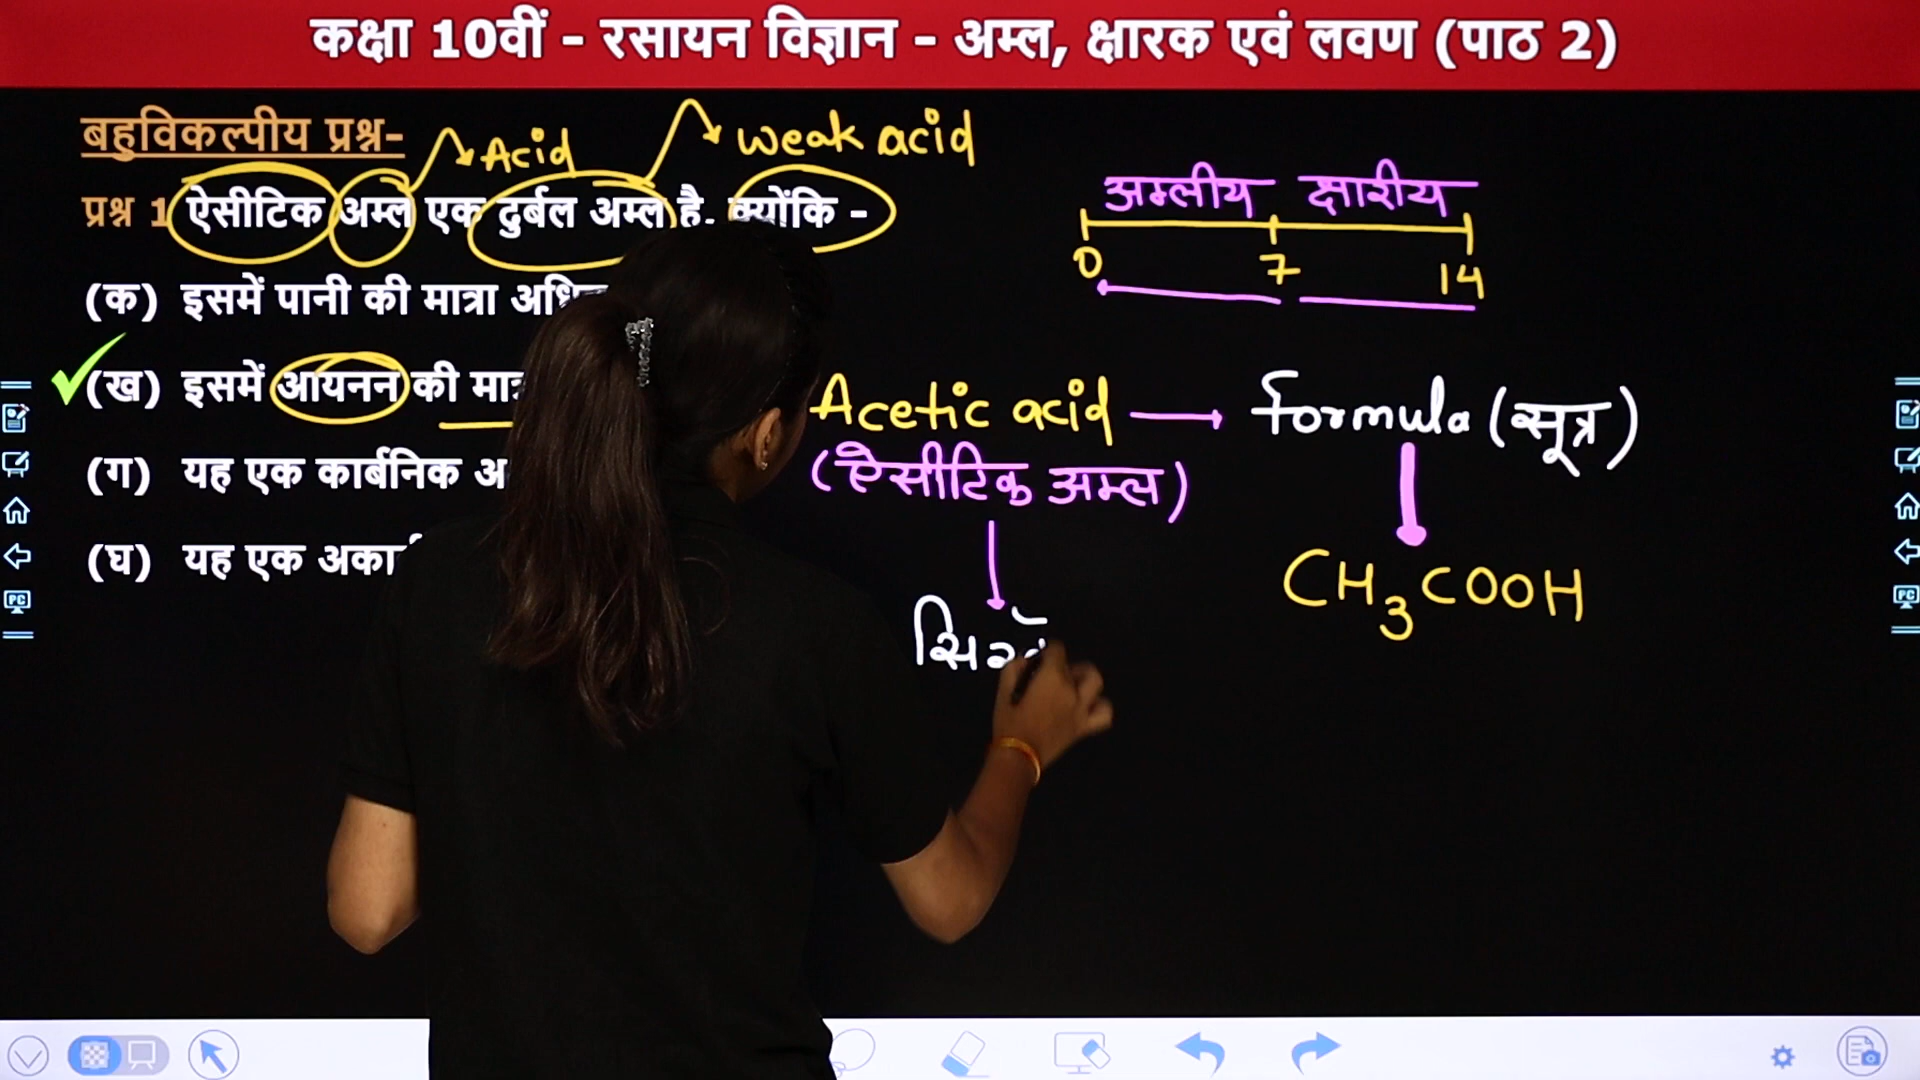 कक्षा 10वीं - रसायन विज्ञान - अम्ल, क्षारक एवं लवण (पाठ 2)
बहुविकल्पीय प्रश्न-
Acid
weak acid
प्रश्न 1 ऐसीटिक अम्ल एक दुर्बल अम्ल है, क्योंकि -
अम्लीय क्षारीय
0 7 14
(क) इसमें पानी की मात्रा
(ख) इसमें आयनन की
(ग) यह एक कार्बनिक
(घ) यह एक
Acetic acid → formula (सूत्र)
(ऐसीटिक अम्ल)
CH3COOH
PC
PC